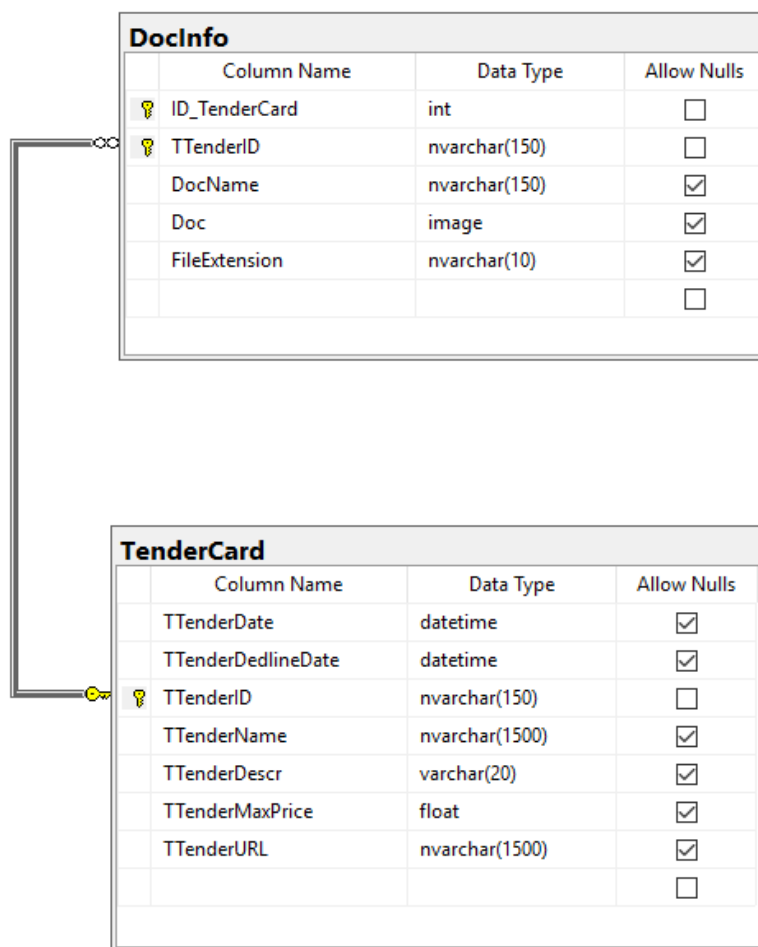 DocInfo
Column Name Data Type Allow Nulls
ID_TenderCard int
TTenderID nvarchar(150)
DocName nvarchar(150)
Doc image
FileExtension nvarchar(10)
TenderCard
Column Name Data Type Allow Nulls
TTenderDate datetime
TTenderDedlineDate datetime
TTenderID nvarchar(150)
TTenderName nvarchar(1500)
TTenderDescr varchar(20)
TTenderMaxPrice float
TTenderURL nvarchar(1500)